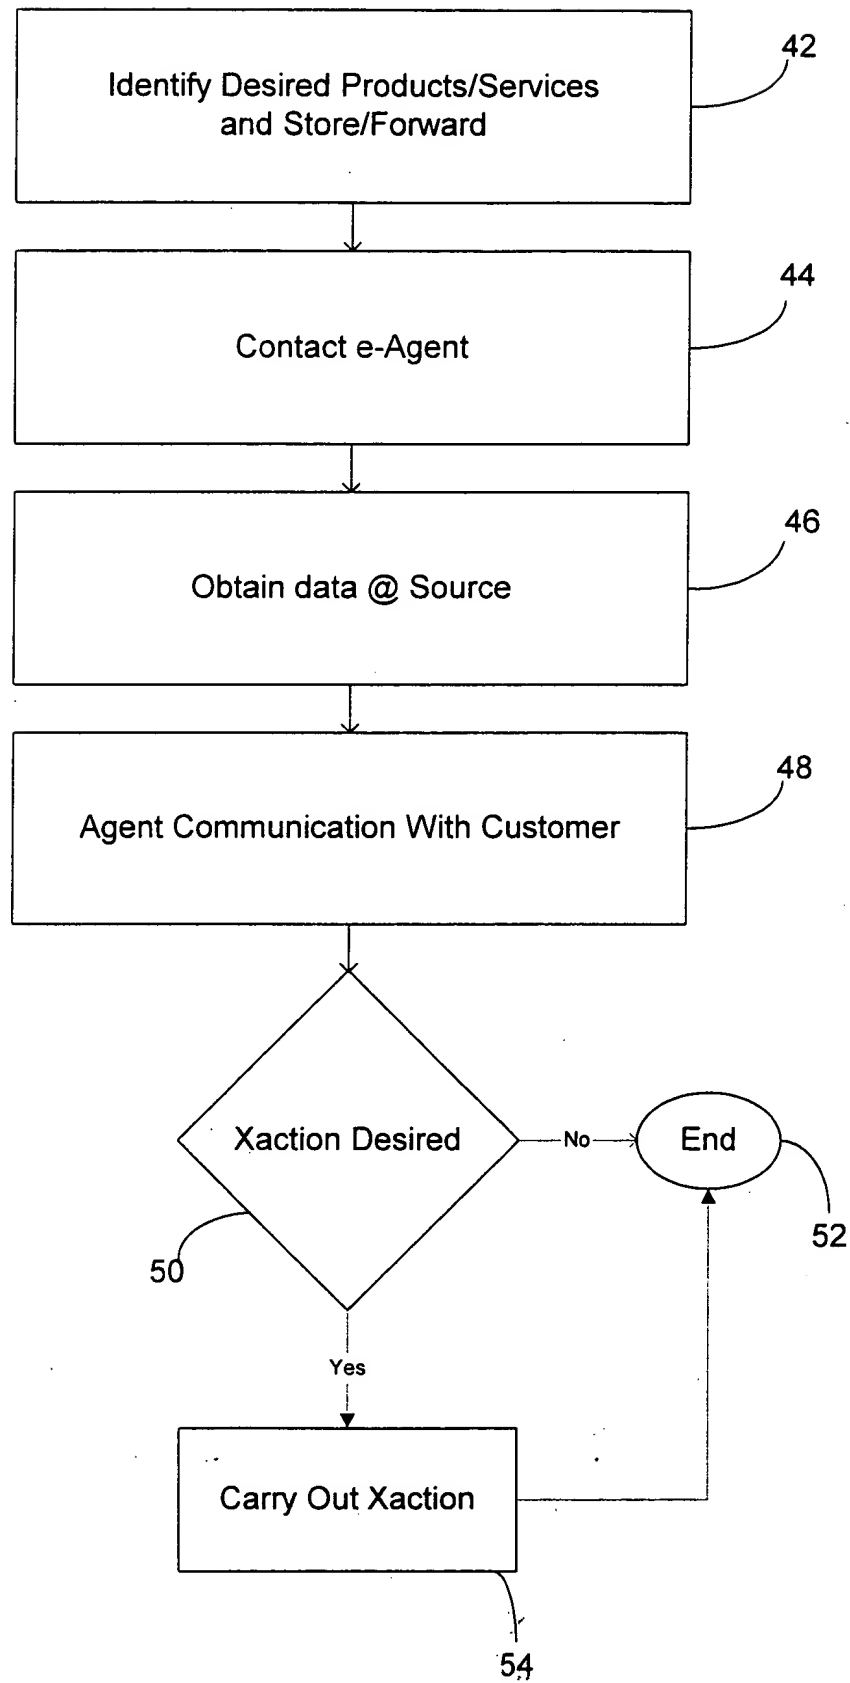 42
Identify Desired Products/Services
and Store/Forward
44
Contact e-Agent
46
Obtain data @ Source
48
Agent Communication With Customer
Xaction Desired
No
End
50
52
Yes
Carry Out Xaction
54